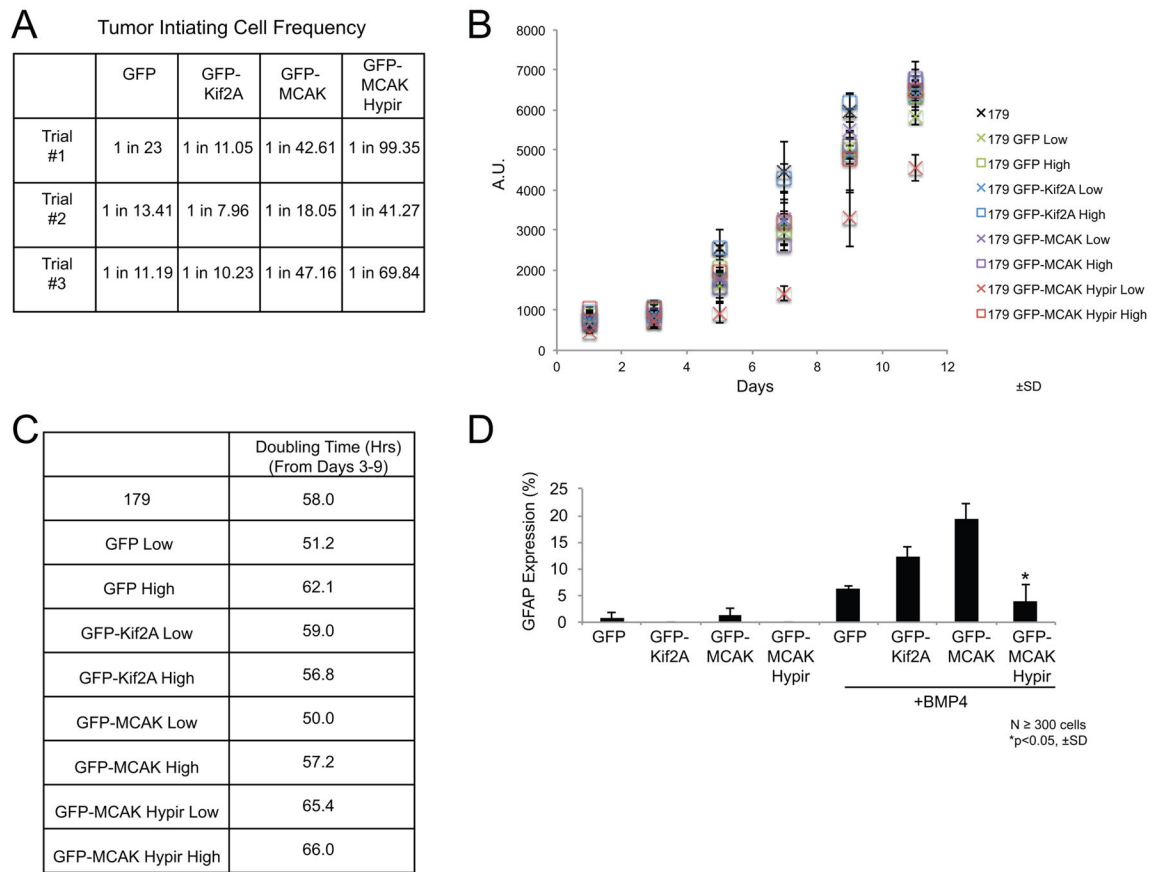 A
Tumor Intiating Cell Frequency
GFP
GFP-
Kif2A
GFP-
MCAK
GFP-
MCAK
Hypir
Trial
#1
1 in 23
1 in 11.05
1 in 42.61
1 in 99.35
Trial
#2
1 in 13.41
1 in 7.96
1 in 18.05
1 in 41.27
Trial
#3
1 in 11.19
1 in 10.23
1 in 47.16
1 in 69.84
B
A.U.
8000
7000
6000
5000
4000
3000
2000
1000
0
0 2 4 6 8 10 12
Days
±SD
179
179 GFP Low
179 GFP High
179 GFP-Kif2A Low
179 GFP-Kif2A High
179 GFP-MCAK Low
179 GFP-MCAK High
179 GFP-MCAK Hypir Low
179 GFP-MCAK Hypir High
C
Doubling Time (Hrs)
(From Days 3-9)
179 58.0
GFP Low 51.2
GFP High 62.1
GFP-Kif2A Low 59.0
GFP-Kif2A High 56.8
GFP-MCAK Low 50.0
GFP-MCAK High 57.2
GFP-MCAK Hypir Low 65.4
GFP-MCAK Hypir High 66.0
D
GFAP Expression (%)
25
20
15
10
5
0
*
GFP
GFP-
Kif2A
GFP-
MCAK
GFP-
MCAK
Hypir
GFP
GFP-
Kif2A
GFP-
MCAK
GFP-
MCAK
Hypir
+BMP4
N ≥ 300 cells
*p<0.05, ±SD